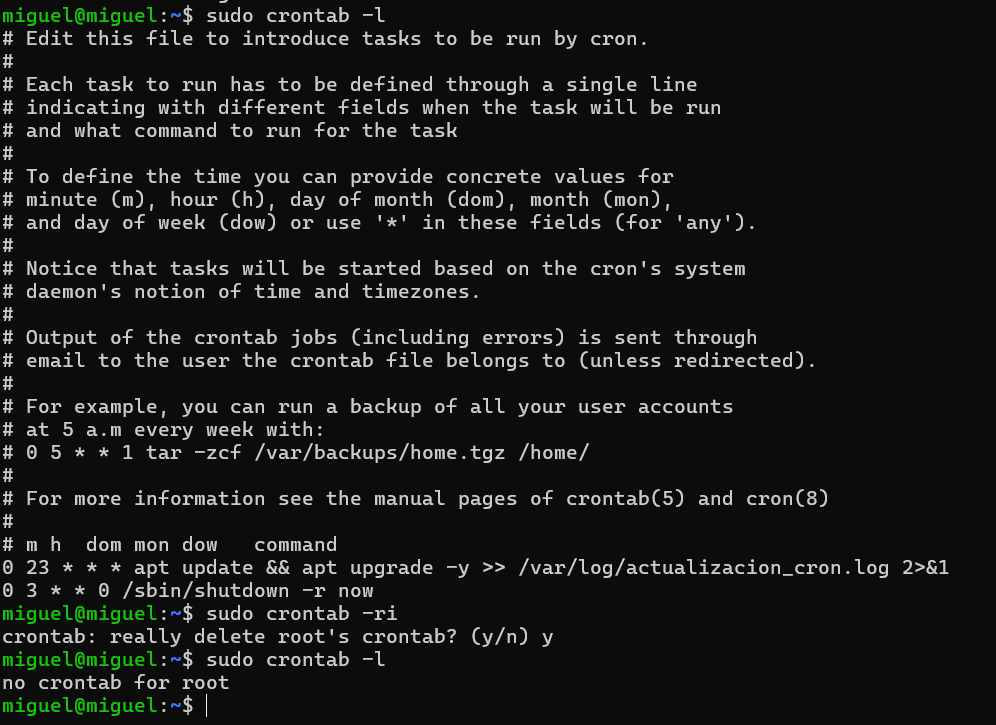 miguel@miguel:~$ sudo crontab -l
# Edit this file to introduce tasks to be run by cron.
#
# Each task to run has to be defined through a single line
# indicating with different fields when the task will be run
# and what command to run for the task
#
# To define the time you can provide concrete values for
# minute (m), hour (h), day of month (dom), month (mon),
# and day of week (dow) or use '*' in these fields (for 'any').
#
# Notice that tasks will be started based on the cron's system
# daemon's notion of time and timezones.
#
# Output of the crontab jobs (including errors) is sent through
# email to the user the crontab file belongs to (unless redirected).
#
# For example, you can run a backup of all your user accounts
# at 5 a.m every week with:
# 0 5 * * 1 tar -zcf /var/backups/home.tgz /home/
#
# For more information see the manual pages of crontab(5) and cron(8)
#
# m h  dom mon dow   command
0 23 * * * apt update && apt upgrade -y >> /var/log/actualizacion_cron.log 2>&1
0 3 * * 0 /sbin/shutdown -r now
miguel@miguel:~$ sudo crontab -ri
crontab: really delete root's crontab? (y/n) y
miguel@miguel:~$ sudo crontab -l
no crontab for root
miguel@miguel:~$